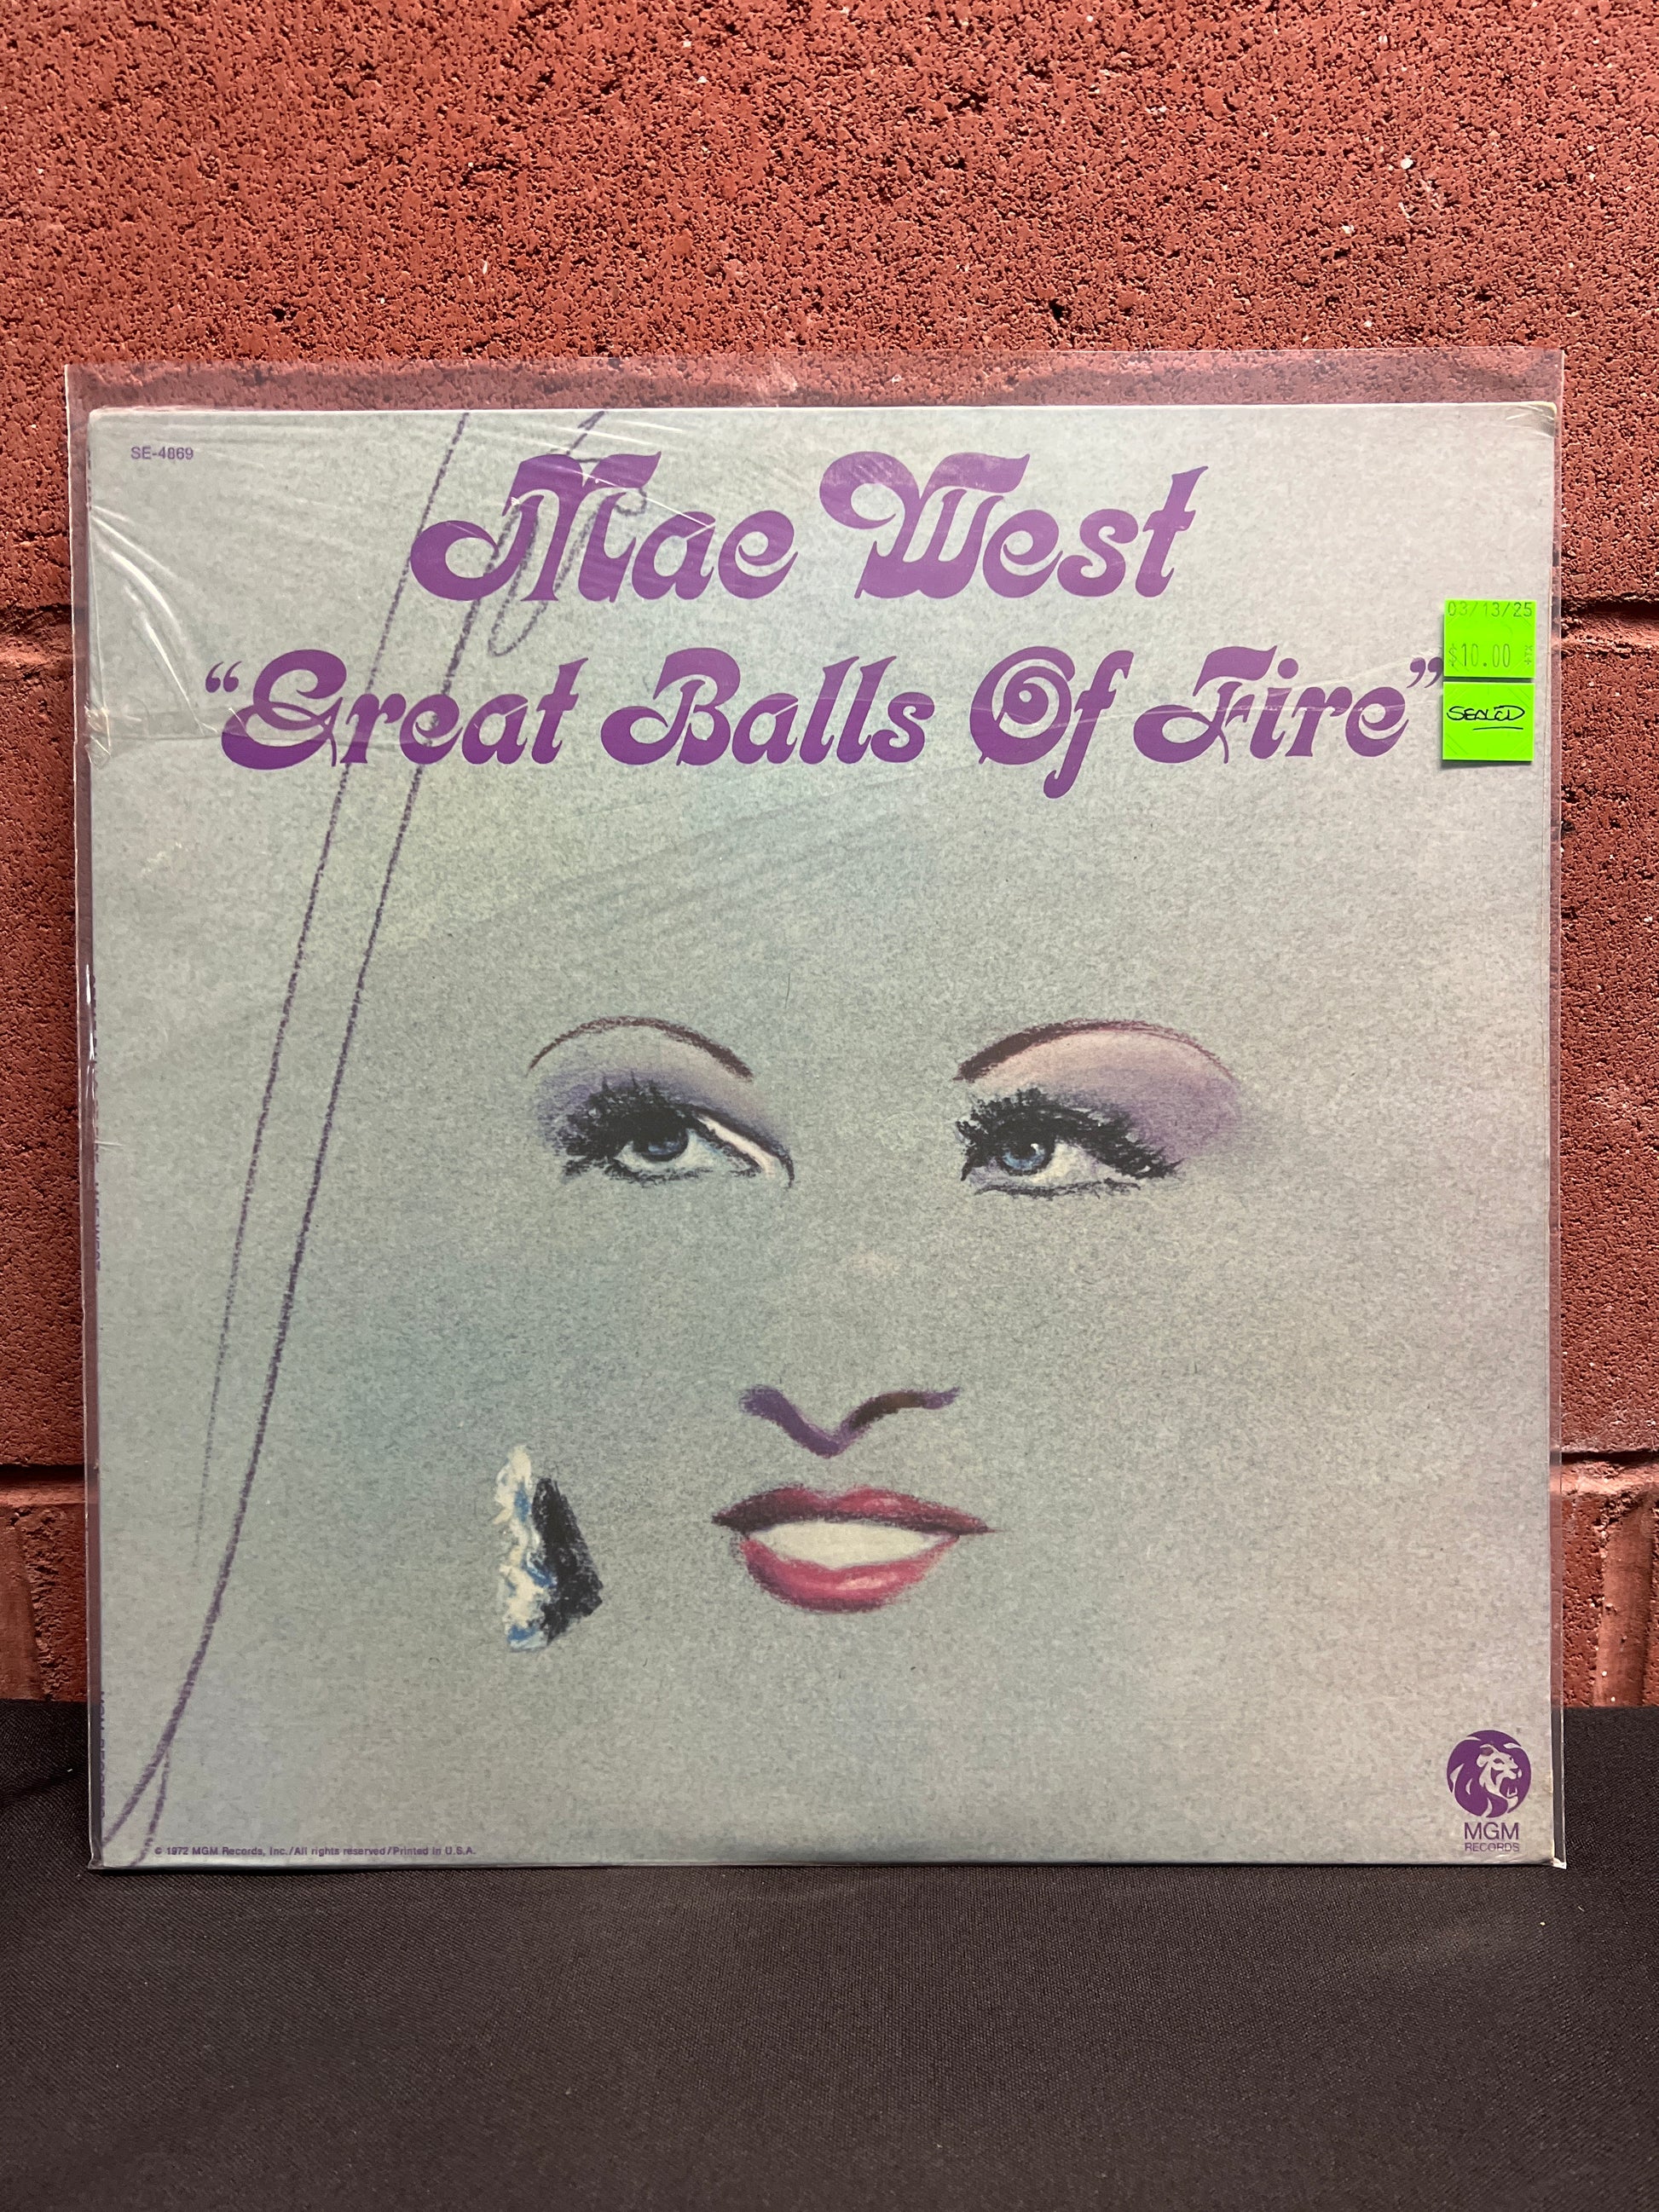 SE-4869
Mae West
“Great Balls Of Fire”
03/13/25
$10.00 +TX
SEALED
MGM
RECORDS
© 1972 MGM Records, Inc./All rights reserved/Printed in U.S.A.